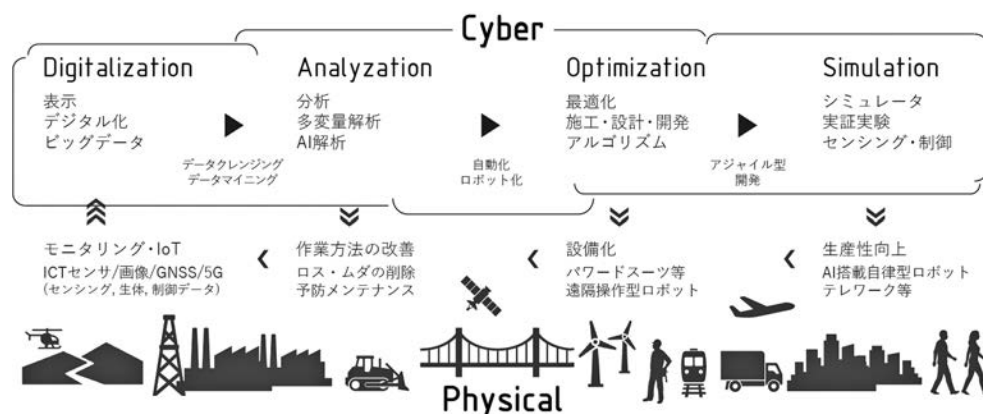 Cyber
Digitalization
表示
デジタル化
ビッグデータ
データクレンジング
データマイニング
Analyzation
分析
多変量解析
AI解析
自動化
ロボット化
Optimization
最適化
施工・設計・開発
アルゴリズム
アジャイル型
開発
Simulation
シミュレータ
実証実験
センシング・制御
モニタリング・IoT
ICTセンサ/画像/GNSS/5G
(センシング, 生体, 制御データ)
作業方法の改善
ロス・ムダの削除
予防メンテナンス
設備化
パワードスーツ等
遠隔操作型ロボット
生産性向上
AI搭載自律型ロボット
テレワーク等
Physical